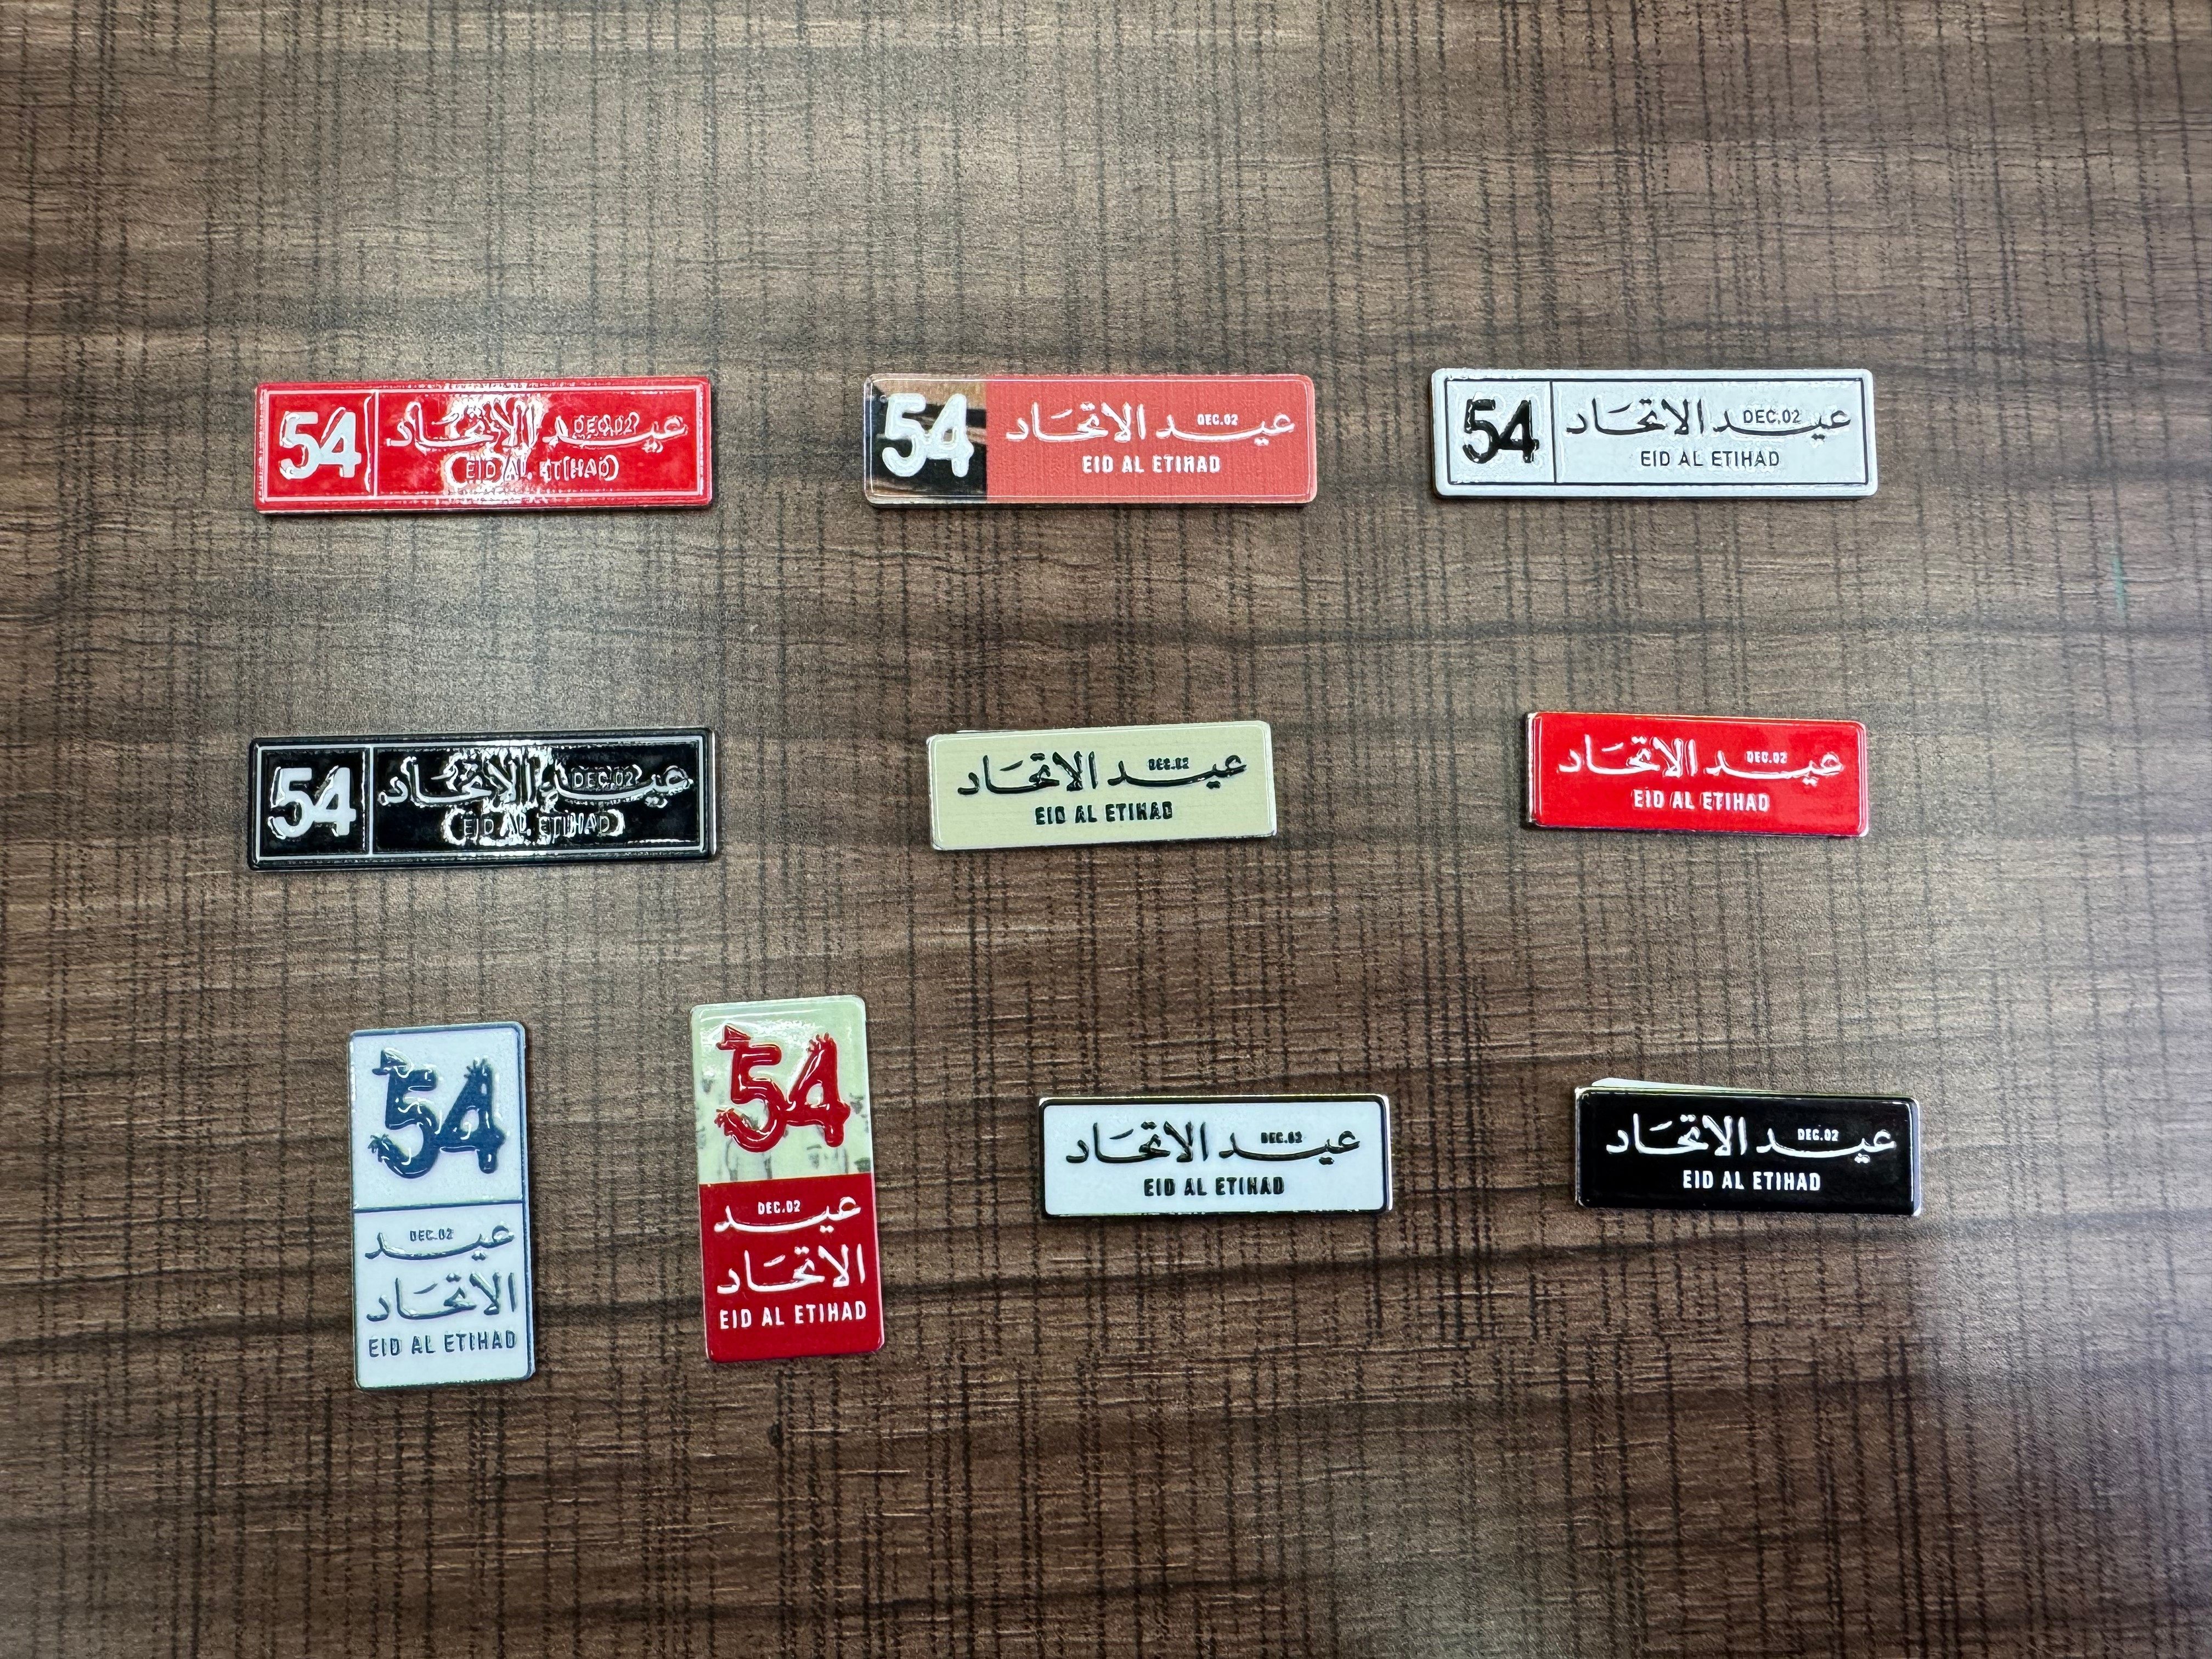 54
عيد الاتحاد
DEC.02
EID AL ETIHAD
54
عيد الاتحاد
DEC.02
EID AL ETIHAD
54
عيد الاتحاد
DEC.02
EID AL ETIHAD
54
عيد الاتحاد
DEC.02
EID AL ETIHAD
عيد الاتحاد
DEC.02
EID AL ETIHAD
عيد الاتحاد
DEC.02
EID AL ETIHAD
54
DEC.02
عيد
الاتحاد
EID AL ETIHAD
54
DEC.02
عيد
الاتحاد
EID AL ETIHAD
عيد الاتحاد
DEC.02
EID AL ETIHAD
عيد الاتحاد
DEC.02
EID AL ETIHAD